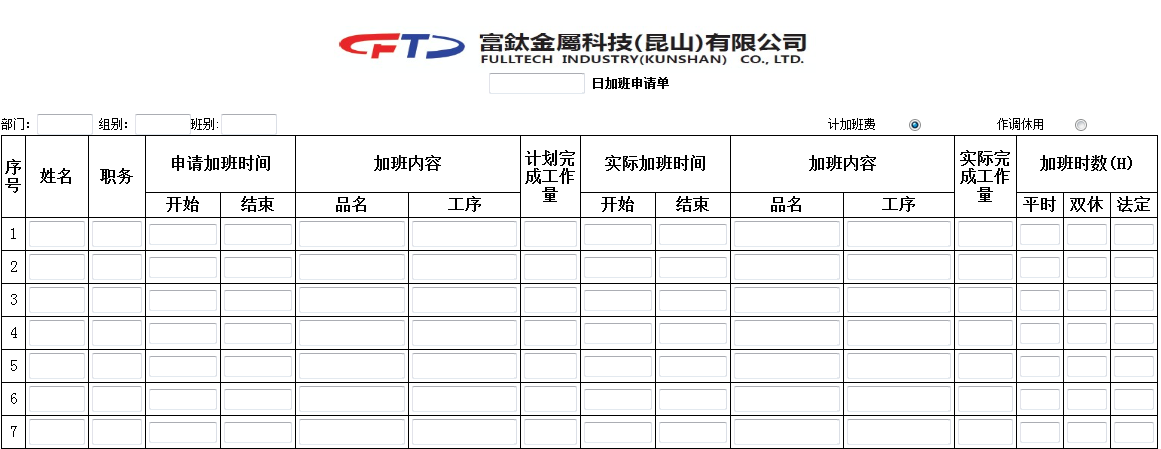 CFTD 富鈦金屬科技(昆山)有限公司
FULLTECH INDUSTRY(KUNSHAN) CO., LTD.
日加班申请单
部门: 组别: 班别: 计加班费 作调休用
序号 姓名 职务 申请加班时间 加班内容 计划完成工作量 实际加班时间 加班内容 实际完成工作量 加班时数(H)
开始 结束 品名 工序 开始 结束 品名 工序 平时 双休 法定
1
2
3
4
5
6
7